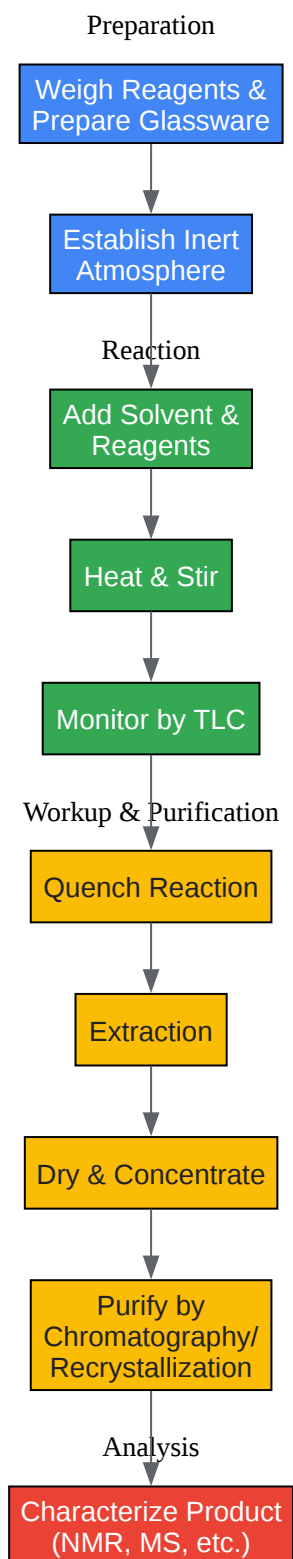 Preparation
Weigh Reagents &
Prepare Glassware
Establish Inert
Atmosphere
Reaction
Add Solvent &
Reagents
Heat & Stir
Monitor by TLC
Workup & Purification
Quench Reaction
Extraction
Dry & Concentrate
Purify by
Chromatography/
Recrystallization
Analysis
Characterize Product
(NMR, MS, etc.)